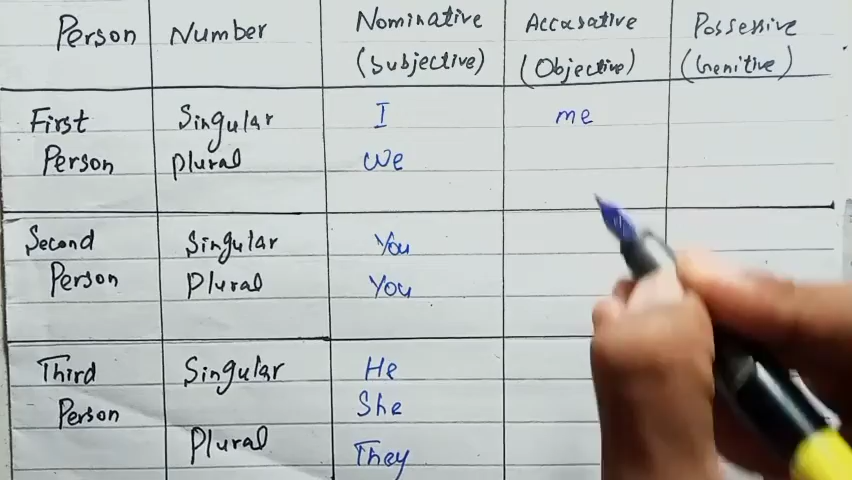 Person Number Nominative Accusative Possessive
(Subjective) (Objective) (Genitive)
First Singular I me
Person Plural We
Second Singular You
Person Plural You
Third Singular He
Person She
Plural They